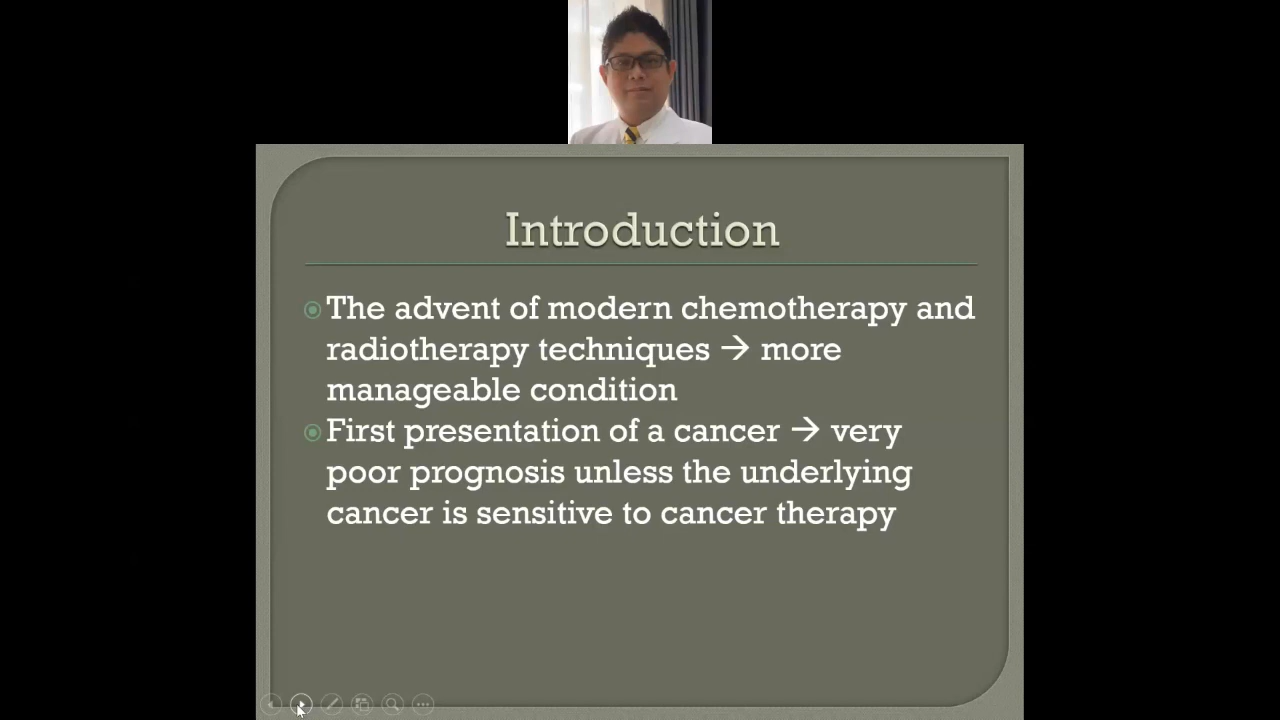 Introduction
The advent of modern chemotherapy and
radiotherapy techniques → more
manageable condition
First presentation of a cancer → very
poor prognosis unless the underlying
cancer is sensitive to cancer therapy